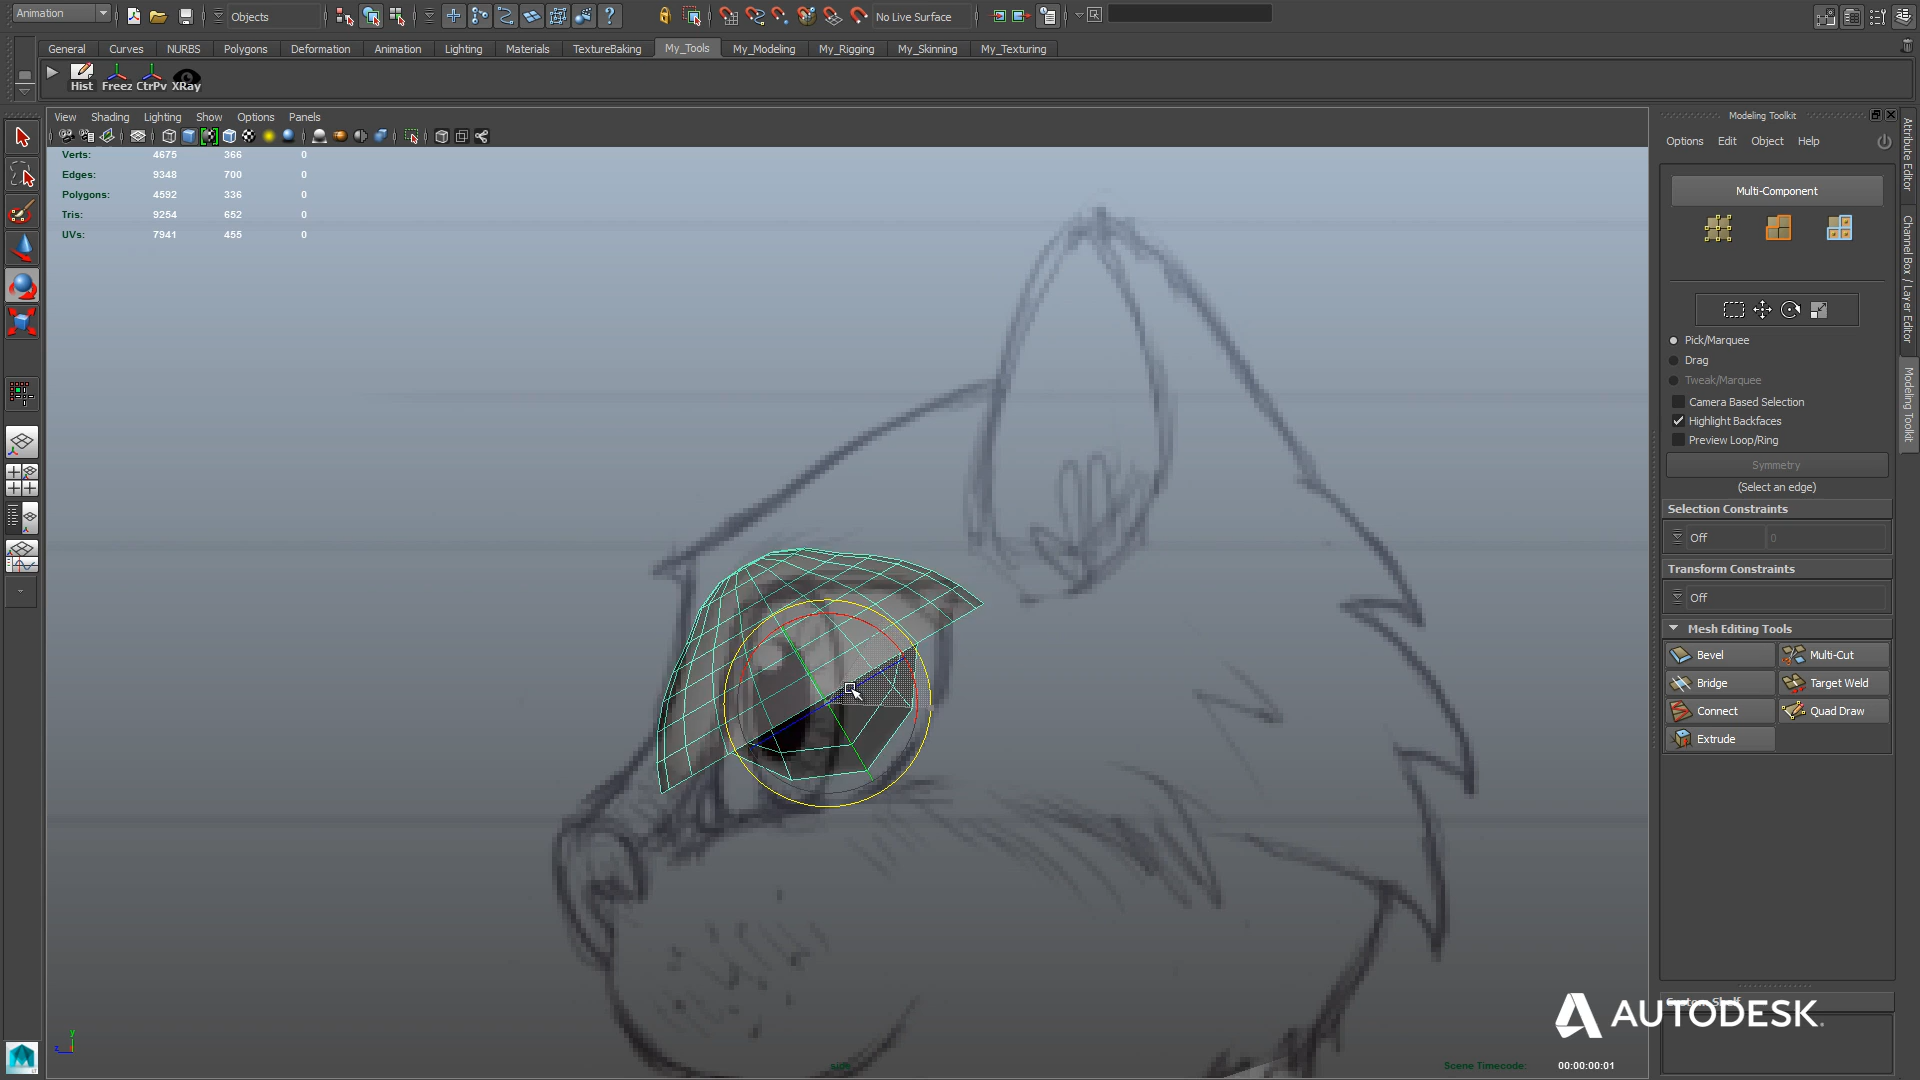 Animation
Objects
No Live Surface
General Curves NURBS Polygons Deformation Animation Lighting Materials TextureBaking My_Tools My_Modeling My_Rigging My_Skinning My_Texturing
Hist Freez CtrPv XRay
View Shading Lighting Show Options Panels
Verts: 4675 366 0
Edges: 9348 700 0
Polygons: 4592 336 0
Tris: 9254 652 0
UVs: 7941 455 0
Modeling Toolkit
Options Edit Object Help
Multi-Component
Pick/Marquee
Drag
Tweak/Marquee
Camera Based Selection
Highlight Backfaces
Preview Loop/Ring
Symmetry
(Select an edge)
Selection Constraints
Off 0
Transform Constraints
Off
Mesh Editing Tools
Bevel Multi-Cut
Bridge Target Weld
Connect Quad Draw
Extrude
Custom Shelf
AUTODESK.
Attribute Editor
Channel Box / Layer Editor
Modeling Toolkit
y
z
side
Scene Timecode: 00:00:00:01